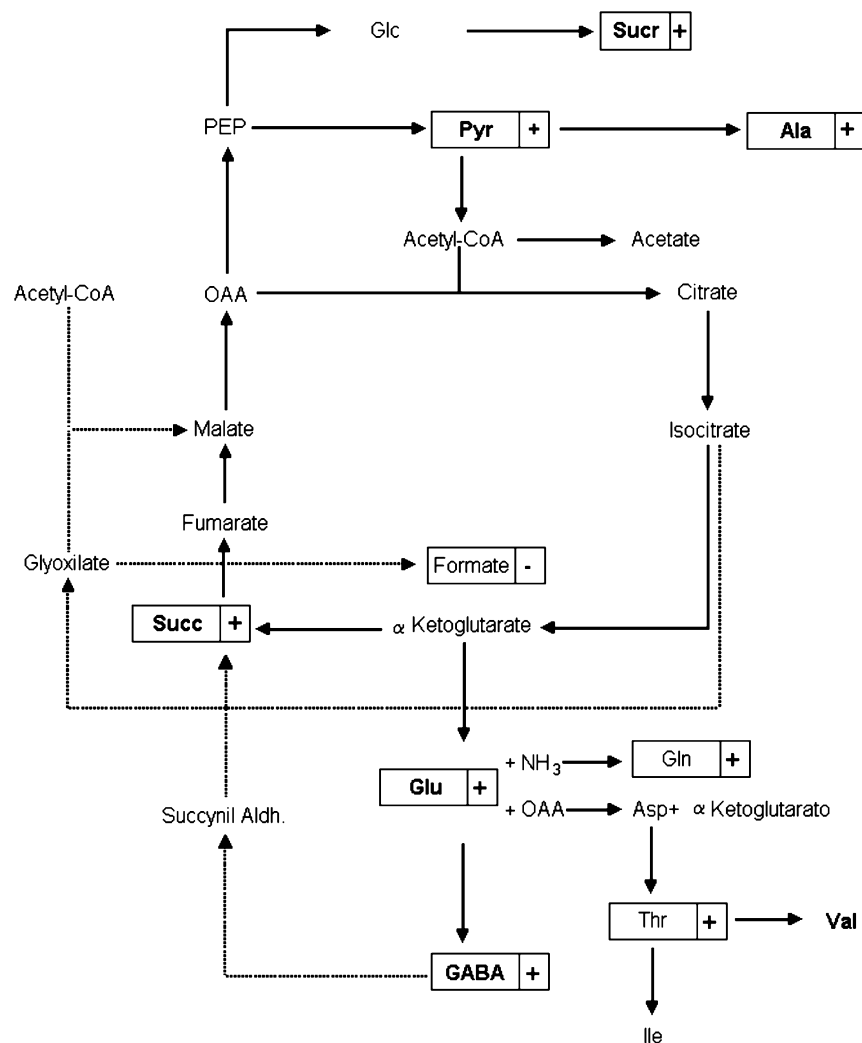 Glc
Sucr +
PEP
Pyr +
Ala +
Acetyl-CoA
Acetate
Acetyl-CoA
OAA
Citrate
Malate
Isocitrate
Fumarate
Glyoxilate
Formate -
Succ +
α Ketoglutarate
Glu +
+ NH3
Gln +
+ OAA
Asp+ α Ketoglutarato
Succynil Aldh.
Thr +
Val
GABA +
Ile